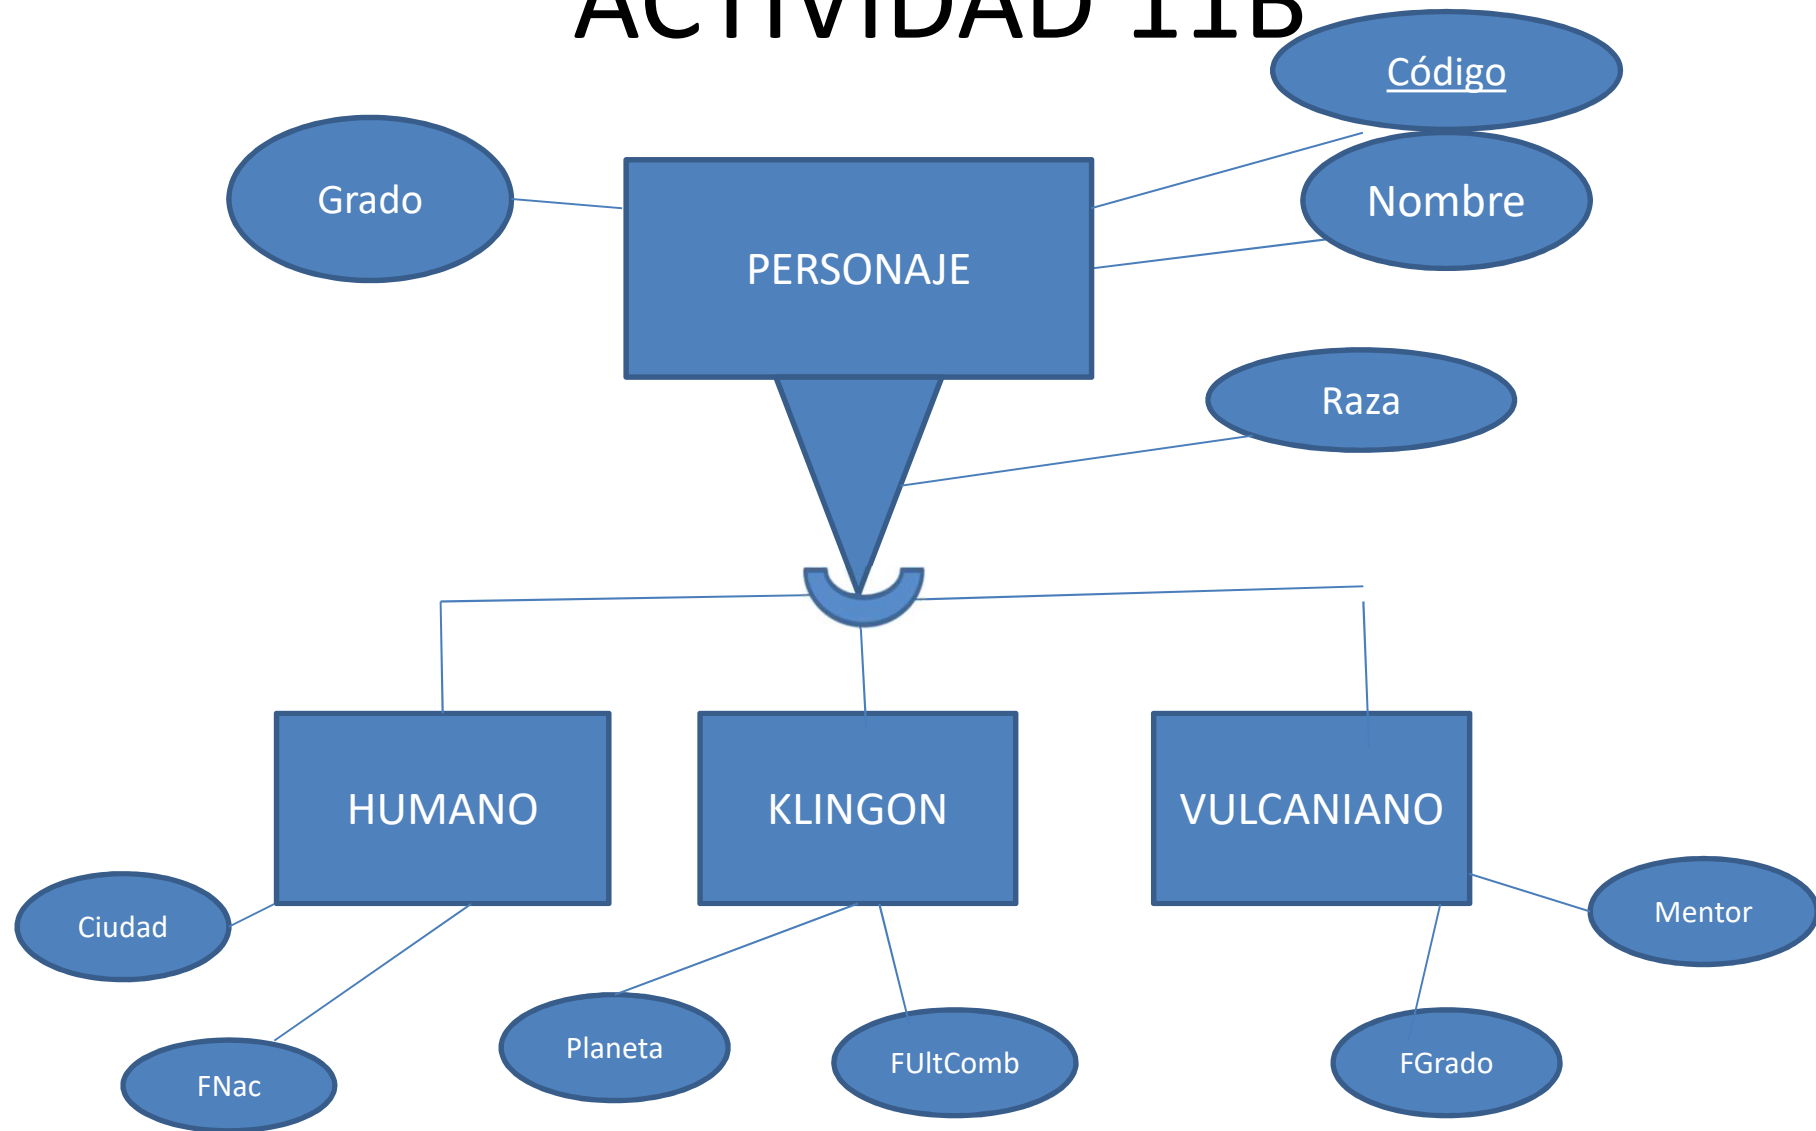 ACTIVIDAD 11B
Código
Grado
Nombre
PERSONAJE
Raza
HUMANO
KLINGON
VULCANIANO
Ciudad
Mentor
FNac
Planeta
FUltComb
FGrado